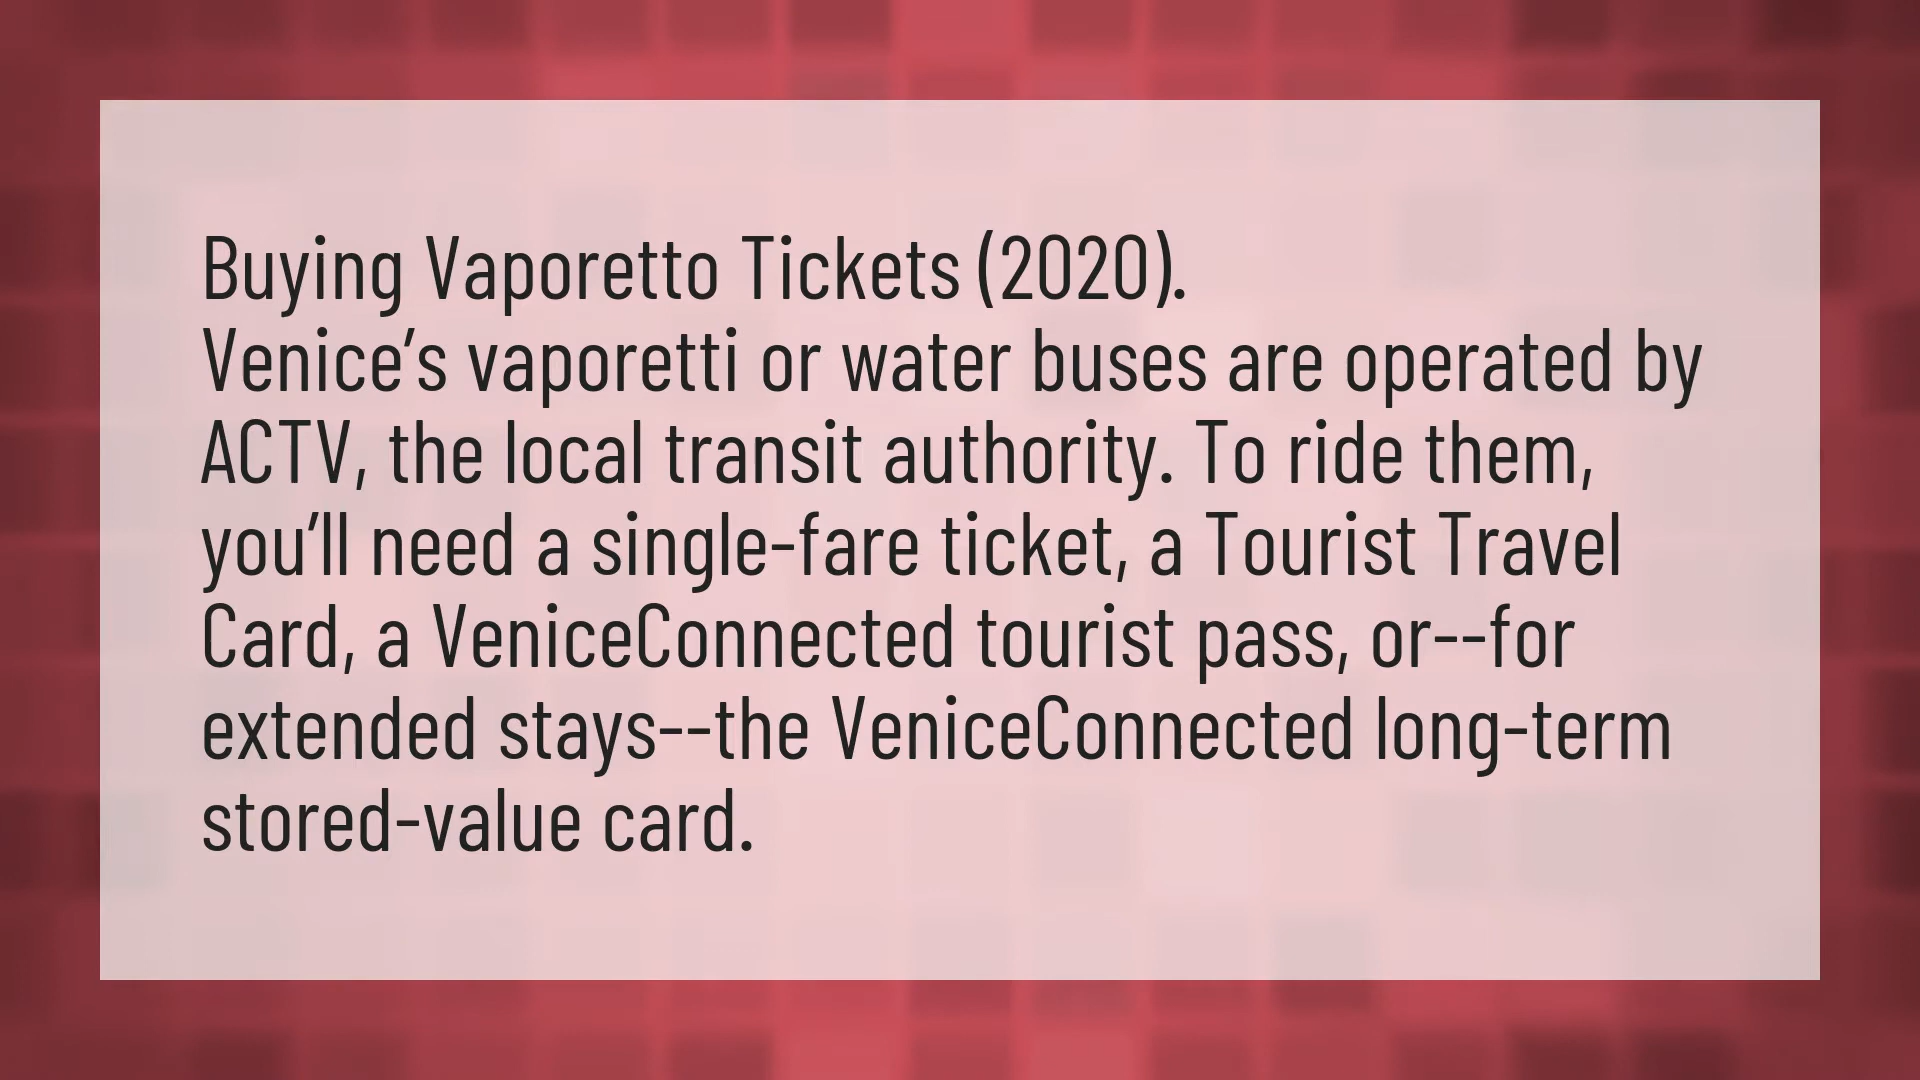 Buying Vaporetto Tickets (2020).
Venice’s vaporetti or water buses are operated by
ACTV, the local transit authority. To ride them,
you’ll need a single-fare ticket, a Tourist Travel
Card, a VeniceConnected tourist pass, or--for
extended stays--the VeniceConnected long-term
stored-value card.